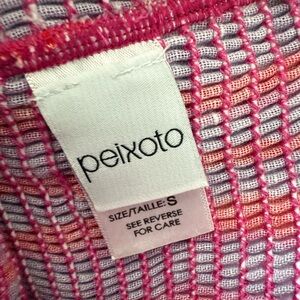 peixoto
SIZE/TAILLE: S
SEE REVERSE
FOR CARE